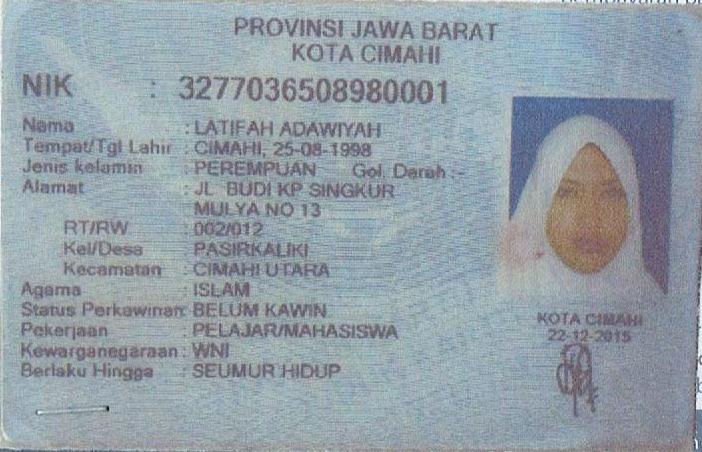 PROVINSI JAWA BARAT
KOTA CIMAHI
NIK : 3277036508980001
Nama : LATIFAH ADAWIYAH
Tempat/Tgl Lahir : CIMAHI, 25-08-1998
Jenis kelamin : PEREMPUAN Gol. Darah :-
Alamat : JL BUDI KP SINGKUR
MULYA NO 13
RT/RW : 002/012
Kel/Desa : PASIRKALIKI
Kecamatan : CIMAHI UTARA
Agama : ISLAM
Status Perkawinan: BELUM KAWIN
Pekerjaan : PELAJAR/MAHASISWA
Kewarganegaraan : WNI
Berlaku Hingga : SEUMUR HIDUP
KOTA CIMAHI
22-12-2015